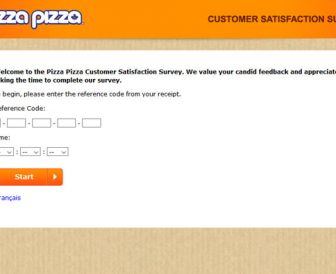 zza pizza
CUSTOMER SATISFACTION SU
elcome to the Pizza Pizza Customer Satisfaction Survey. We value your candid feedback and appreciate
king the time to complete our survey.
begin, please enter the reference code from your receipt.
eference Code:
- - - -
me:
-- : -- : --
Start
rançais